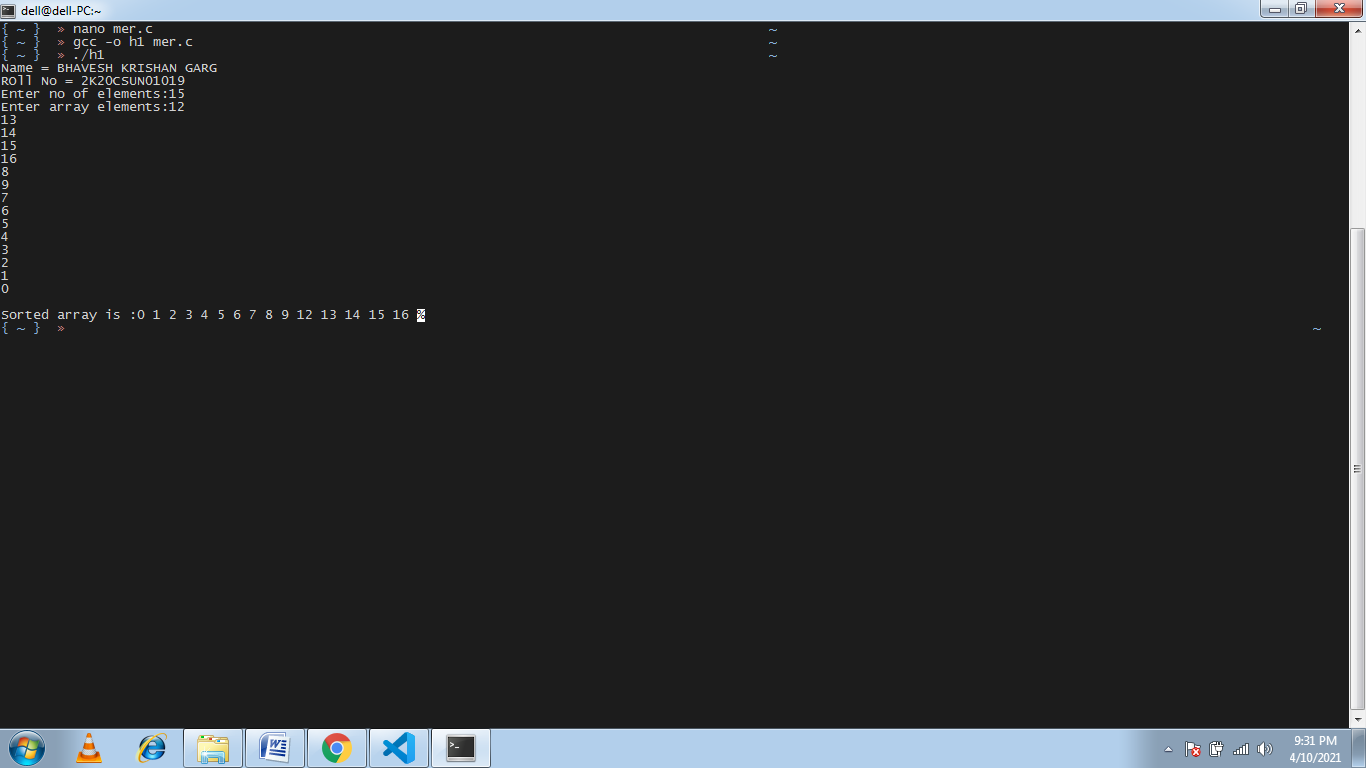 dell@dell-PC:~
{ ~ } » nano mer.c ~
{ ~ } » gcc -o h1 mer.c ~
{ ~ } » ./h1 ~
Name = BHAVESH KRISHAN GARG
ROll No = 2K20CSUN01019
Enter no of elements:15
Enter array elements:12
13
14
15
16
8
9
7
6
5
4
3
2
1
0
Sorted array is :0 1 2 3 4 5 6 7 8 9 12 13 14 15 16 %
{ ~ } » ~
9:31 PM
4/10/2021